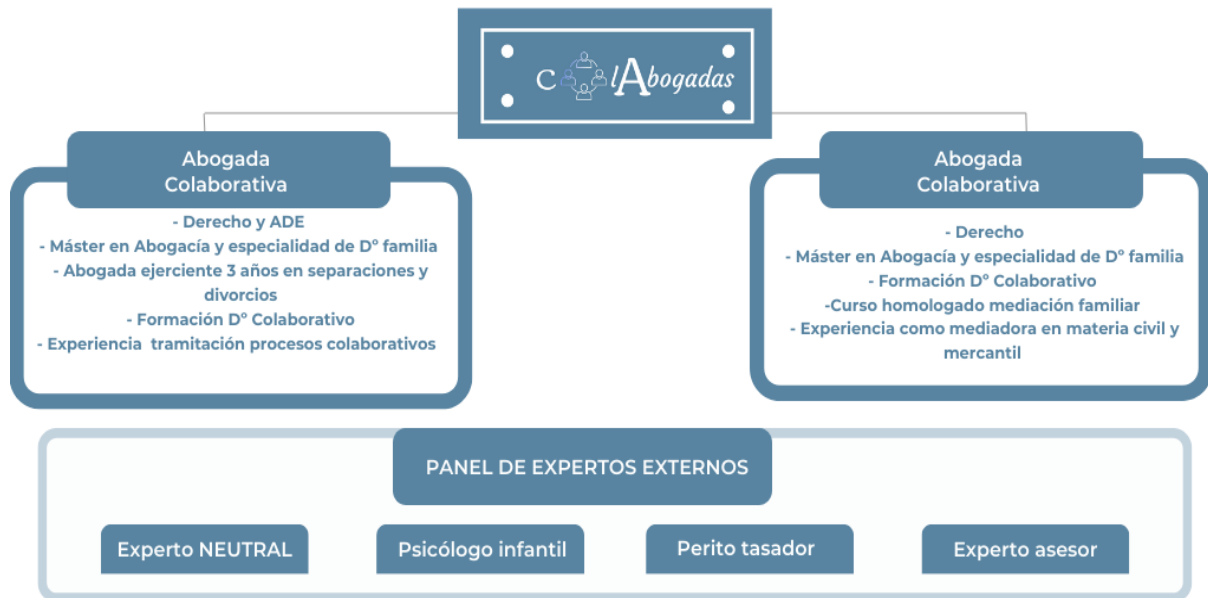 C lAbogadas
Abogada
Colaborativa
- Derecho y ADE
- Máster en Abogacía y especialidad de Dº familia
- Abogada ejerciente 3 años en separaciones y
divorcios
- Formación Dº Colaborativo
- Experiencia tramitación procesos colaborativos
Abogada
Colaborativa
- Derecho
- Máster en Abogacía y especialidad de Dº familia
- Formación Dº Colaborativo
-Curso homologado mediación familiar
- Experiencia como mediadora en materia civil y
mercantil
PANEL DE EXPERTOS EXTERNOS
Experto NEUTRAL
Psicólogo infantil
Perito tasador
Experto asesor